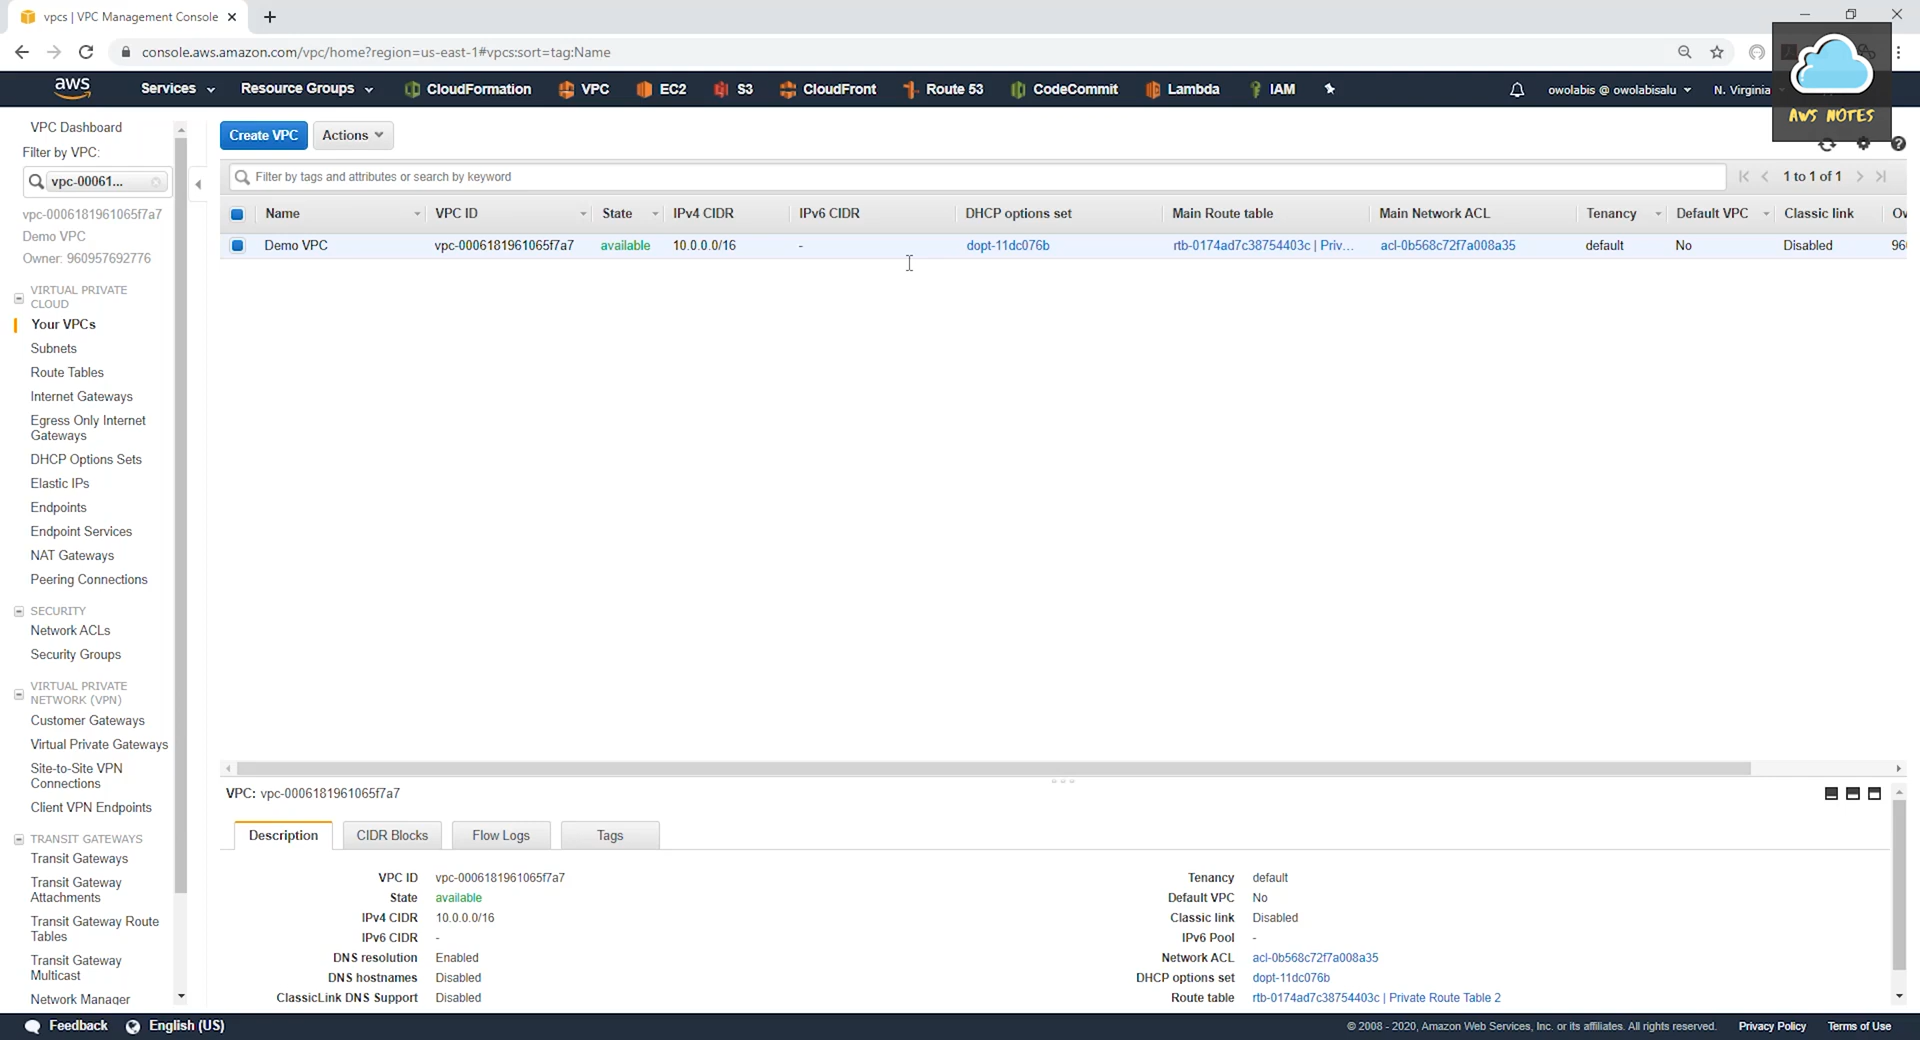 vpcs | VPC Management Console
console.aws.amazon.com/vpc/home?region=us-east-1#vpcs:sort=tag:Name
aws Services Resource Groups CloudFormation VPC EC2 S3 CloudFront Route 53 CodeCommit Lambda IAM owolabis @ owolabisalu N. Virginia
AWS NOTES
VPC Dashboard
Filter by VPC:
vpc-00061...
vpc-0006181961065f7a7
Demo VPC
Owner: 960957692776
VIRTUAL PRIVATE
CLOUD
Your VPCs
Subnets
Route Tables
Internet Gateways
Egress Only Internet
Gateways
DHCP Options Sets
Elastic IPs
Endpoints
Endpoint Services
NAT Gateways
Peering Connections
SECURITY
Network ACLs
Security Groups
VIRTUAL PRIVATE
NETWORK (VPN)
Customer Gateways
Virtual Private Gateways
Site-to-Site VPN
Connections
Client VPN Endpoints
TRANSIT GATEWAYS
Transit Gateways
Transit Gateway
Attachments
Transit Gateway Route
Tables
Transit Gateway
Multicast
Network Manager
Create VPC Actions
Filter by tags and attributes or search by keyword
1 to 1 of 1
Name VPC ID State IPv4 CIDR IPv6 CIDR DHCP options set Main Route table Main Network ACL Tenancy Default VPC Classic link Ow
Demo VPC vpc-0006181961065f7a7 available 10.0.0.0/16 - dopt-11dc076b rtb-0174ad7c38754403c | Priv... acl-0b568c72f7a008a35 default No Disabled 96
VPC: vpc-0006181961065f7a7
Description CIDR Blocks Flow Logs Tags
VPC ID vpc-0006181961065f7a7 Tenancy default
State available Default VPC No
IPv4 CIDR 10.0.0.0/16 Classic link Disabled
IPv6 CIDR - IPv6 Pool -
DNS resolution Enabled Network ACL acl-0b568c72f7a008a35
DNS hostnames Disabled DHCP options set dopt-11dc076b
ClassicLink DNS Support Disabled Route table rtb-0174ad7c38754403c | Private Route Table 2
Feedback English (US) © 2008 - 2020, Amazon Web Services, Inc. or its affiliates. All rights reserved. Privacy Policy Terms of Use